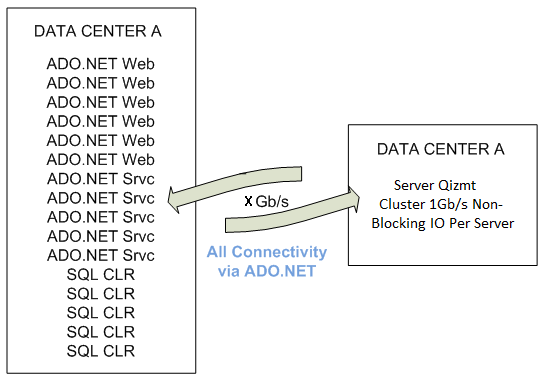 DATA CENTER A
ADO.NET Web
ADO.NET Web
ADO.NET Web
ADO.NET Web
ADO.NET Web
ADO.NET Web
ADO.NET Srvc
ADO.NET Srvc
ADO.NET Srvc
ADO.NET Srvc
ADO.NET Srvc
SQL CLR
SQL CLR
SQL CLR
SQL CLR
SQL CLR
X Gb/s
All Connectivity
via ADO.NET
DATA CENTER A
Server Qizmt
Cluster 1Gb/s Non-
Blocking IO Per Server